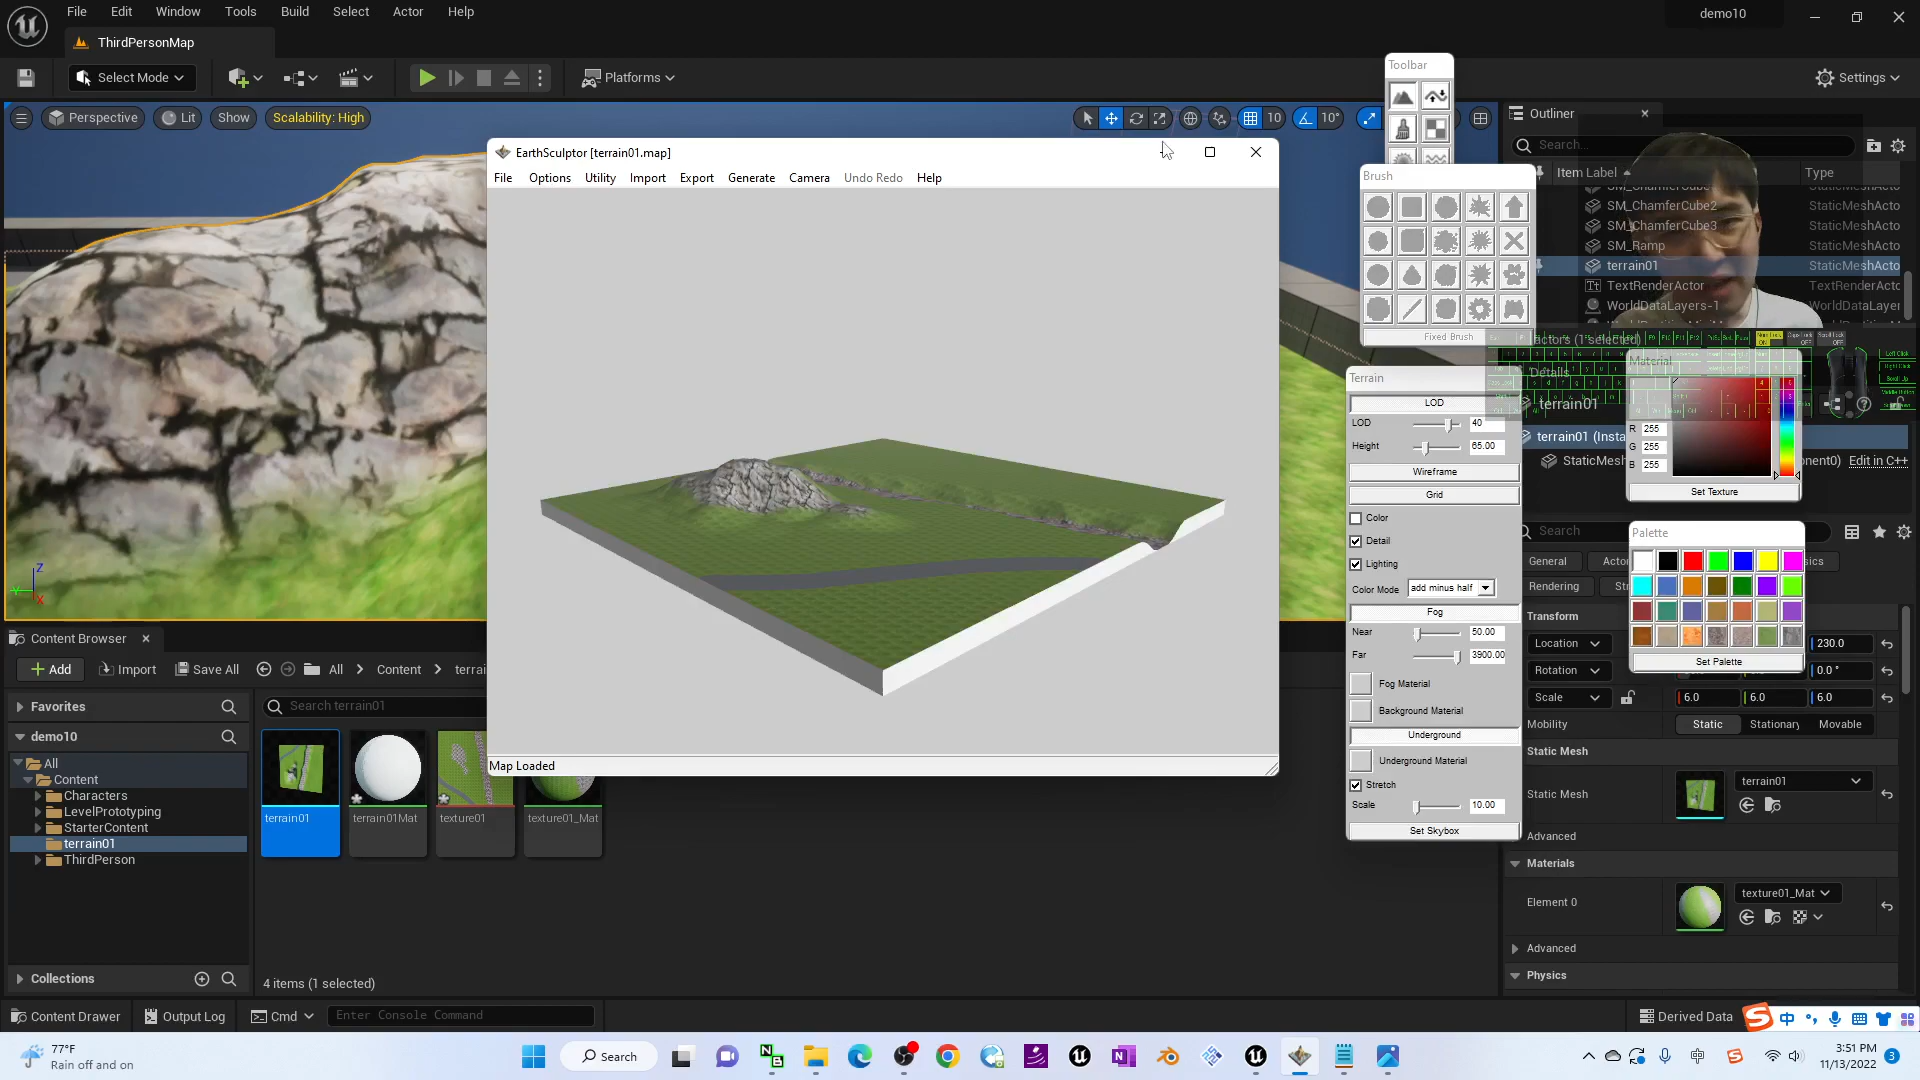 File Edit Window Tools Build Select Actor Help
demo10
ThirdPersonMap
Select Mode
Platforms
Settings
Perspective
Lit
Show
Scalability: High
10
10°
Toolbar
Outliner
Search...
Item Label
Type
SM_ChamferCube2 StaticMeshActo
SM_ChamferCube3 StaticMeshActo
SM_Ramp StaticMeshActo
terrain01 StaticMeshActo
TextRenderActor TextRenderActo
WorldDataLayers-1 WorldDataLayer
EarthSculptor [terrain01.map]
File Options Utility Import Export Generate Camera Undo Redo Help
Map Loaded
Brush
Fixed Brush
Terrain
LOD
LOD 40
Height 65.00
Wireframe
Grid
Color
Detail
Lighting
Color Mode add minus half
Fog
Near 50.00
Far 3900.00
Fog Material
Background Material
Underground
Underground Material
Stretch
Scale 10.00
Set Skybox
actors (1 selected)
Details
terrain01
terrain01 (Insta
StaticMesh
onent0) Edit in C++
Material
R 255
G 255
B 255
Set Texture
Search
Palette
Set Palette
General
Rendering
Transform
Location 230.0
Rotation 0.0 °
Scale 6.0 6.0 6.0
Mobility Static Stationary Movable
Static Mesh
Static Mesh terrain01
Advanced
Materials
Element 0 texture01_Mat
Advanced
Physics
Content Browser
Add
Import
Save All
All
Content
terrai
Favorites
Search terrain01
demo10
All
Content
Characters
LevelPrototyping
StarterContent
terrain01
ThirdPerson
Collections
terrain01
terrain01Mat
texture01
texture01_Mat
4 items (1 selected)
Content Drawer
Output Log
Cmd
Enter Console Command
Derived Data
中
77°F
Rain off and on
Search
中
3:51 PM
11/13/2022
3